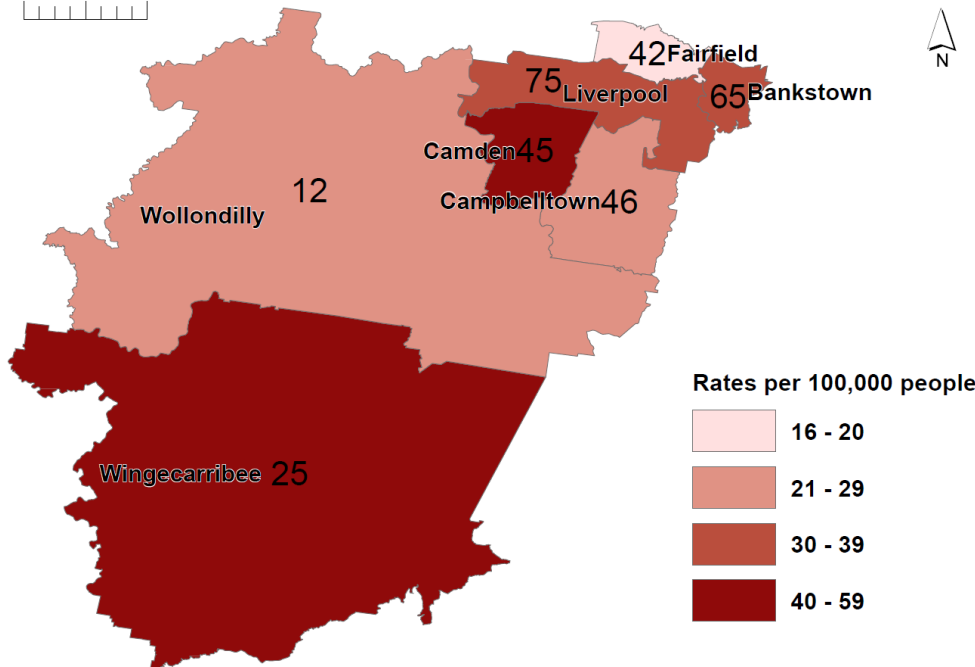 N
42 Fairfield
75 Liverpool
65 Bankstown
Camden 45
12
Campbelltown 46
Wollondilly
Wingecarribee 25
Rates per 100,000 people
16 - 20
21 - 29
30 - 39
40 - 59